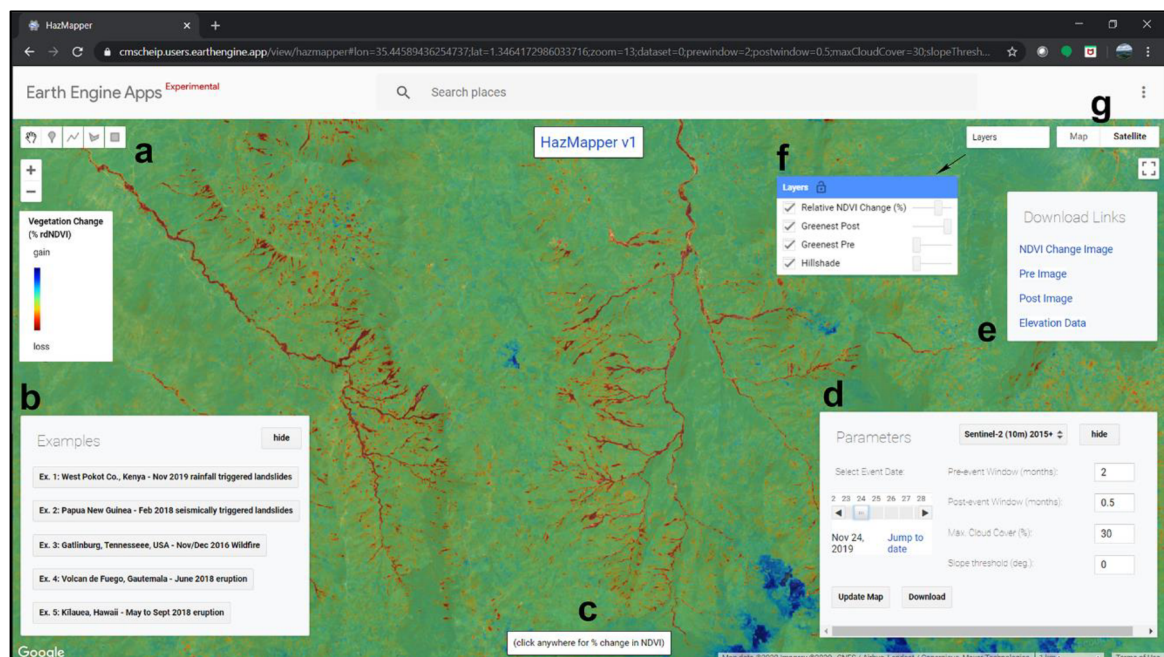 HazMapper
cmscheip.users.earthengine.app/view/hazmapper#lon=35.44589436254737;lat=1.3464172986033716;zoom=13;dataset=0;prewindow=2;postwindow=0.5;maxCloudCover=30;slopeThresh...
Earth Engine Apps Experimental
Search places
g
a
HazMapper v1
f
Layers
Map
Satellite
Layers
Relative NDVI Change (%)
Greenest Post
Greenest Pre
Hillshade
Vegetation Change
(% rdNDVI)
gain
loss
Download Links
NDVI Change Image
Pre Image
Post Image
Elevation Data
e
b
Examples
hide
Ex. 1: West Pokot Co., Kenya - Nov 2019 rainfall triggered landslides
Ex. 2: Papua New Guinea - Feb 2018 seismically triggered landslides
Ex. 3: Gatlinburg, Tennesseee, USA - Nov/Dec 2016 Wildfire
Ex. 4: Volcan de Fuego, Gautemala - June 2018 eruption
Ex. 5: Kilauea, Hawaii - May to Sept 2018 eruption
c
(click anywhere for % change in NDVI)
d
Parameters
Sentinel-2 (10m) 2015+
hide
Select Event Date:
2 23 24 25 26 27 28
Nov 24, 2019
Jump to date
Pre-event Window (months):
2
Post-event Window (months):
0.5
Max. Cloud Cover (%):
30
Slope threshold (deg.):
0
Update Map
Download
Google